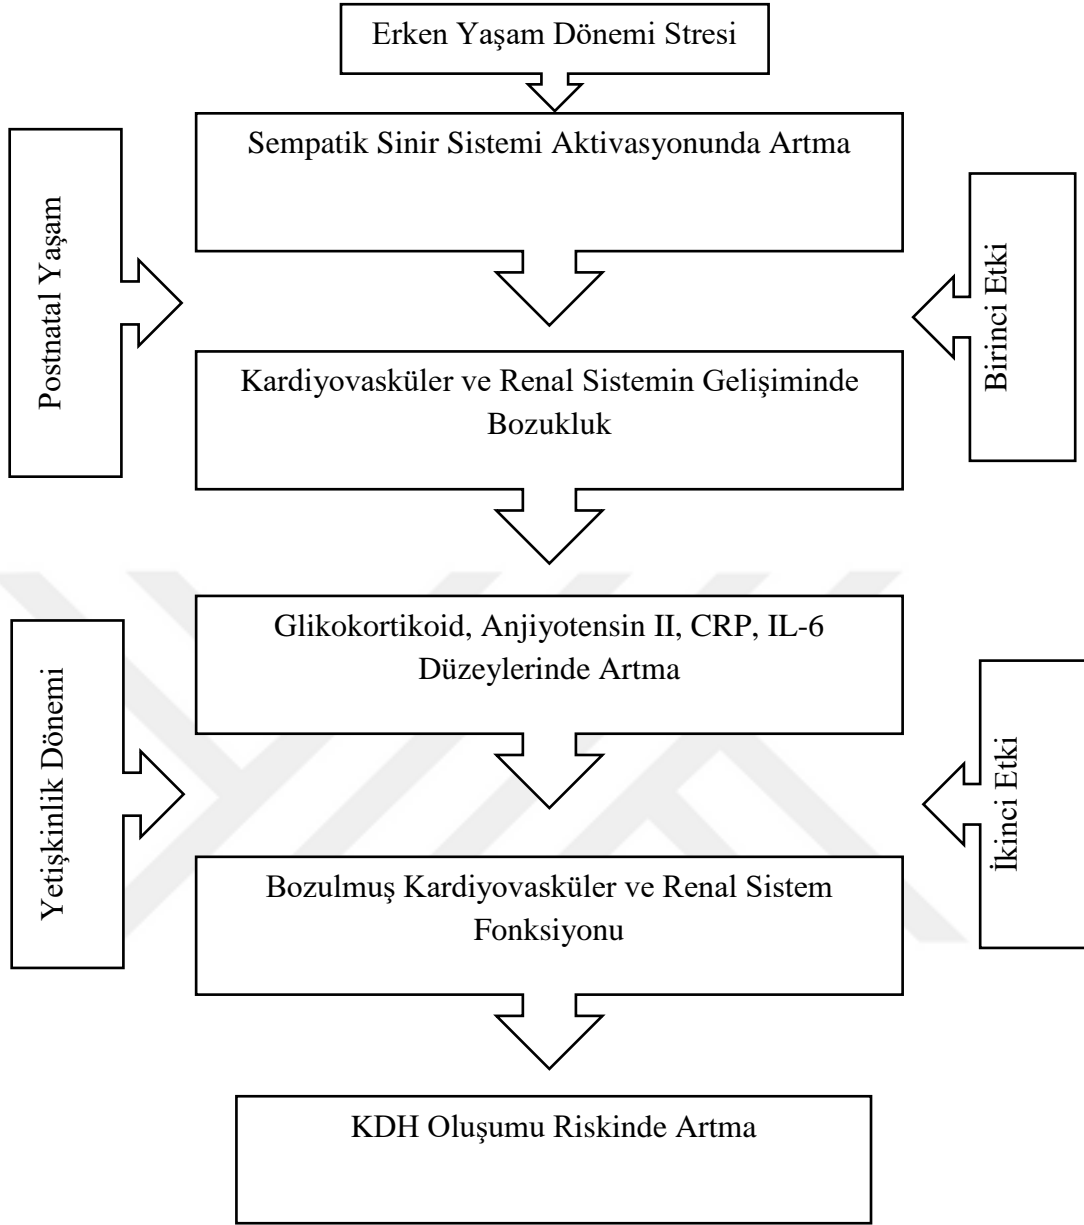 Erken Yaşam Dönemi Stresi
Sempatik Sinir Sistemi Aktivasyonunda Artma
Postnatal Yaşam
Birinci Etki
Kardiyovasküler ve Renal Sistemin Gelişiminde
Bozukluk
Glikokortikoid, Anjiyotensin II, CRP, IL-6
Düzeylerinde Artma
Yetişkinlik Dönemi
İkinci Etki
Bozulmuş Kardiyovasküler ve Renal Sistem
Fonksiyonu
KDH Oluşumu Riskinde Artma